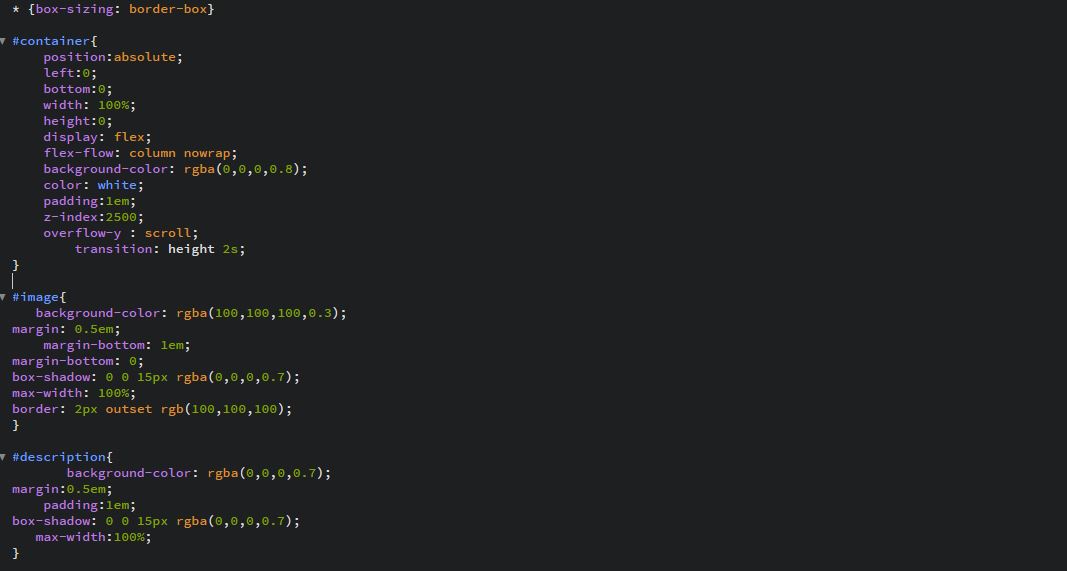 * {box-sizing: border-box}
#container{
position:absolute;
left:0;
bottom:0;
width: 100%;
height:0;
display: flex;
flex-flow: column nowrap;
background-color: rgba(0,0,0,0.8);
color: white;
padding:1em;
z-index:2500;
overflow-y : scroll;
transition: height 2s;
}
#image{
background-color: rgba(100,100,100,0.3);
margin: 0.5em;
margin-bottom: 1em;
margin-bottom: 0;
box-shadow: 0 0 15px rgba(0,0,0,0.7);
max-width: 100%;
border: 2px outset rgb(100,100,100);
}
#description{
background-color: rgba(0,0,0,0.7);
margin:0.5em;
padding:1em;
box-shadow: 0 0 15px rgba(0,0,0,0.7);
max-width:100%;
}